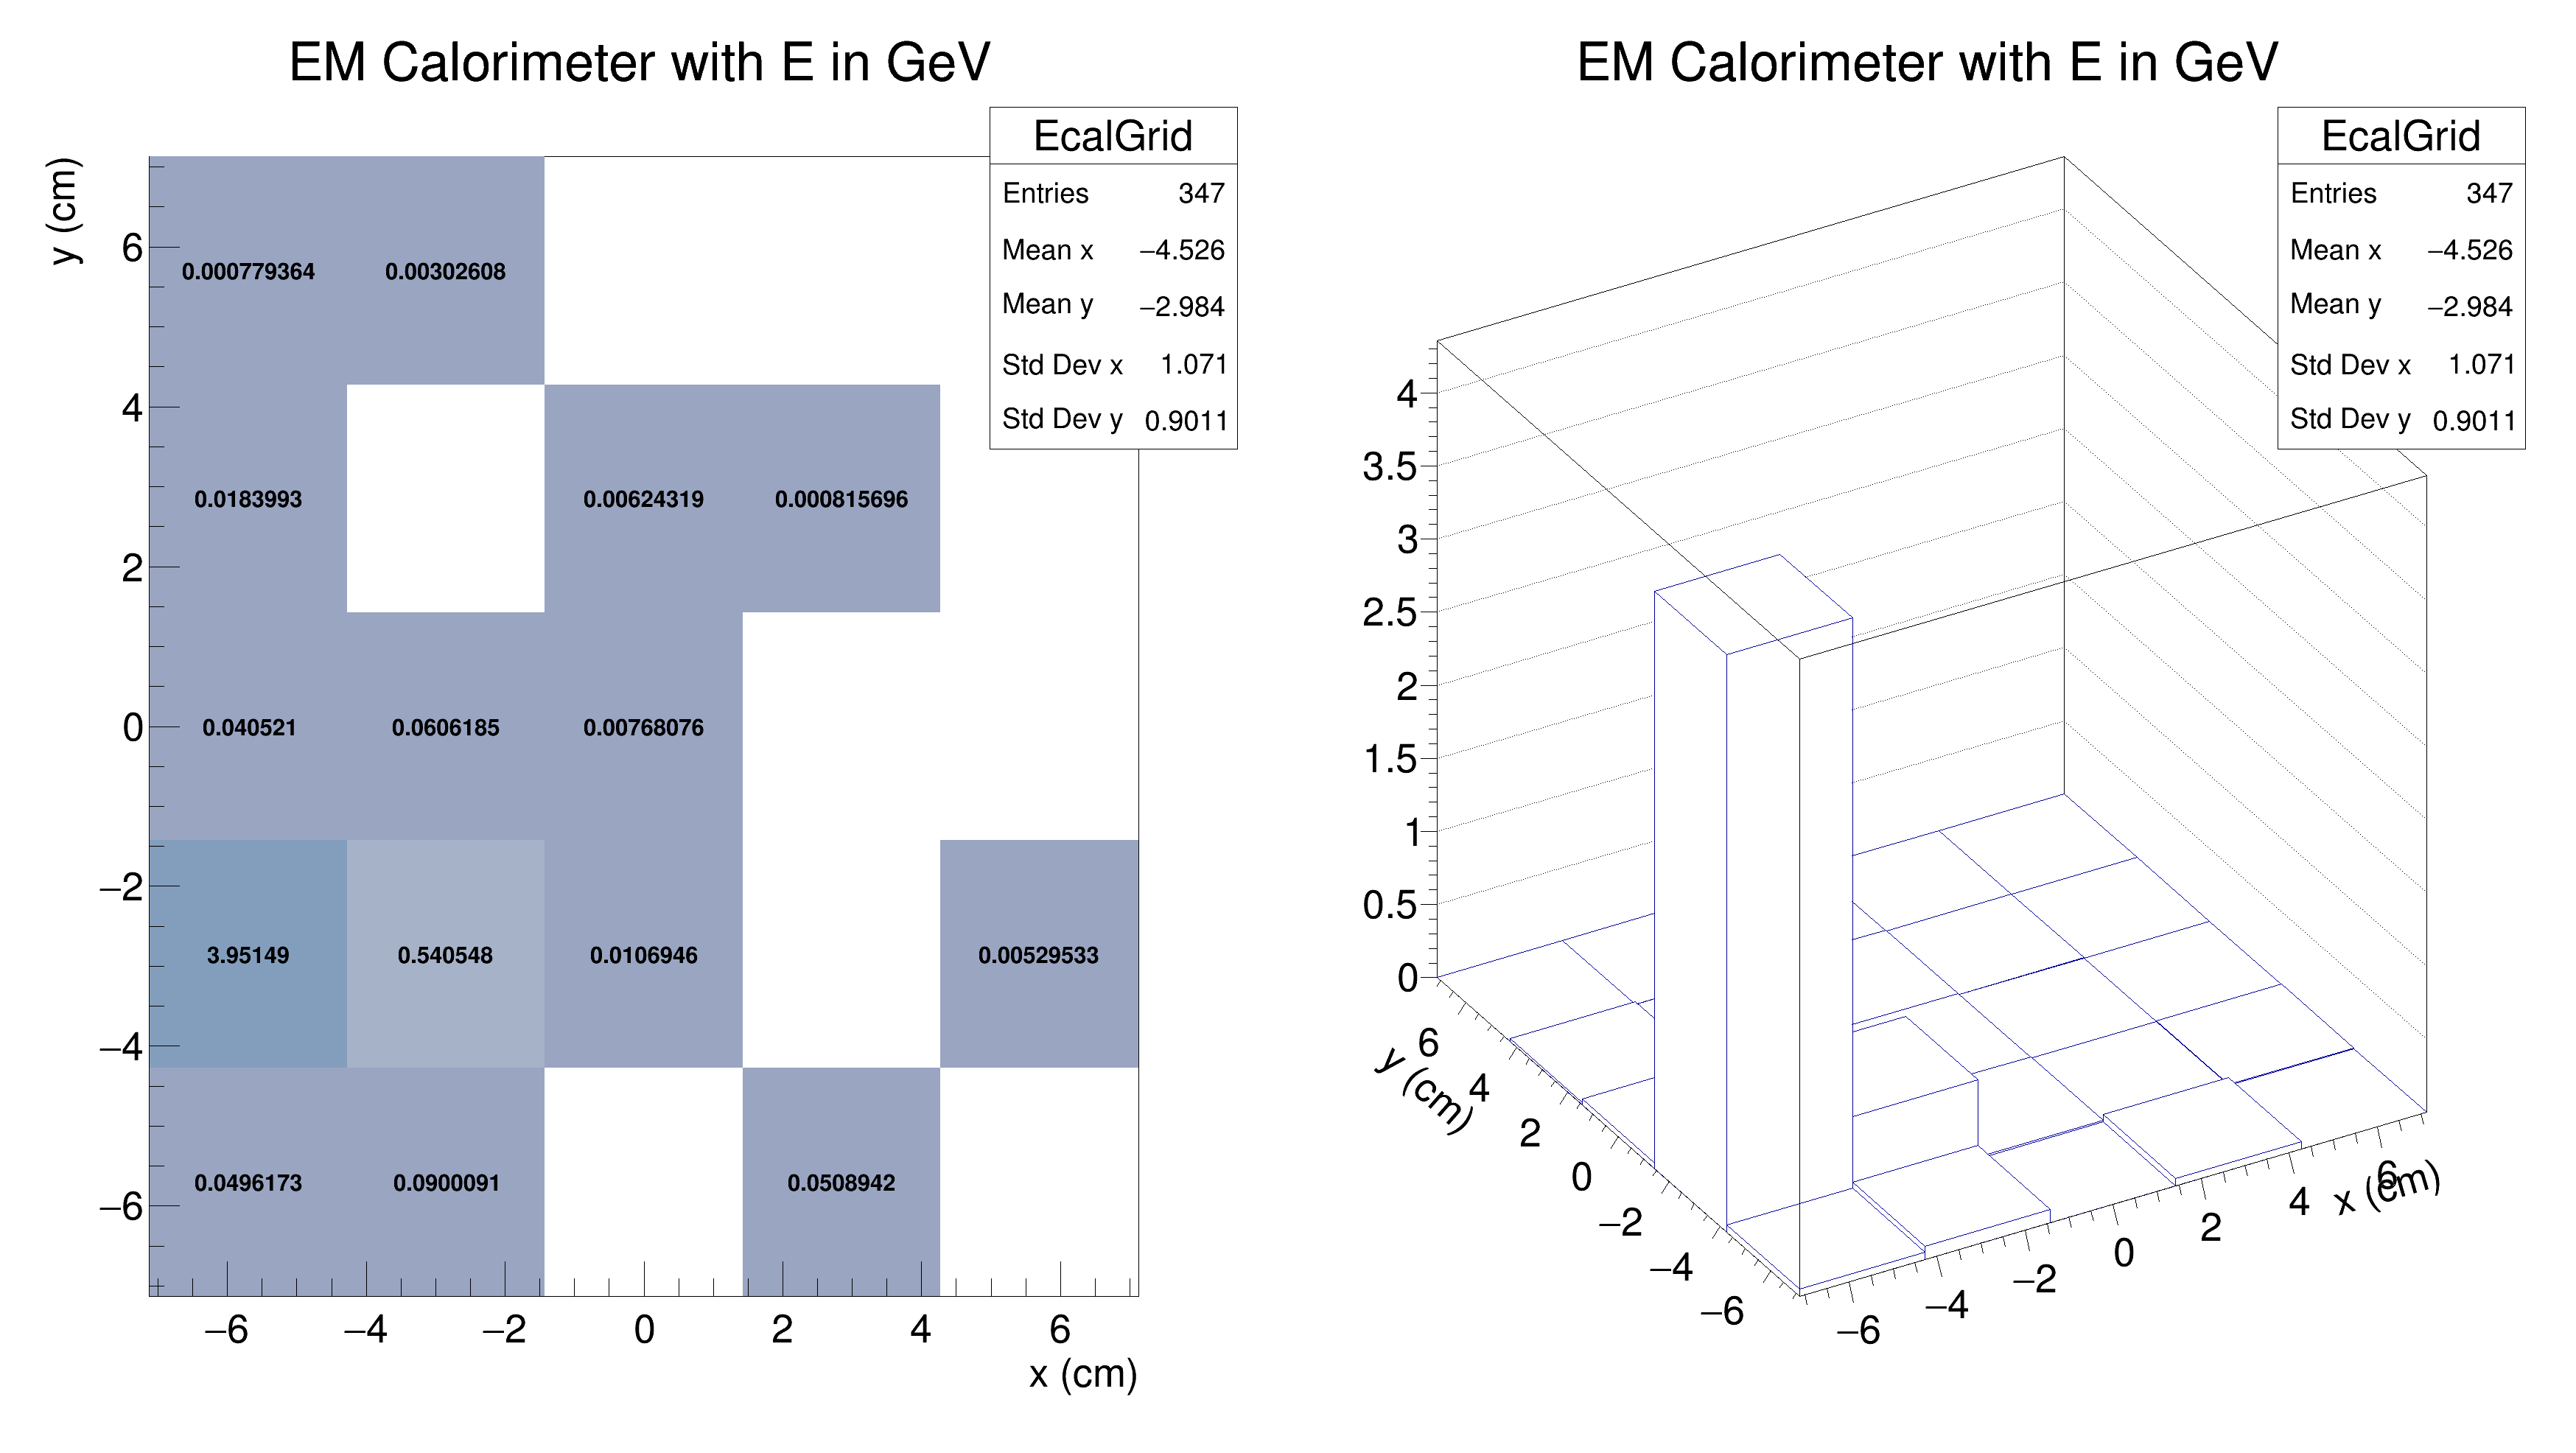 EM Calorimeter with E in GeV
EcalGrid
Entries 347
Mean x −4.526
Mean y −2.984
Std Dev x 1.071
Std Dev y 0.9011
y (cm)
6
4
2
0
−2
−4
−6
0.000779364 0.00302608
0.0183993 0.00624319 0.000815696
0.040521 0.0606185 0.00768076
3.95149 0.540548 0.0106946 0.00529533
0.0496173 0.0900091 0.0508942
−6 −4 −2 0 2 4 6
x (cm)
EM Calorimeter with E in GeV
EcalGrid
Entries 347
Mean x −4.526
Mean y −2.984
Std Dev x 1.071
Std Dev y 0.9011
4
3.5
3
2.5
2
1.5
1
0.5
0
y (cm)
6
4
2
0
−2
−4
−6
−6
−4
−2
0
2
4
6
x (cm)